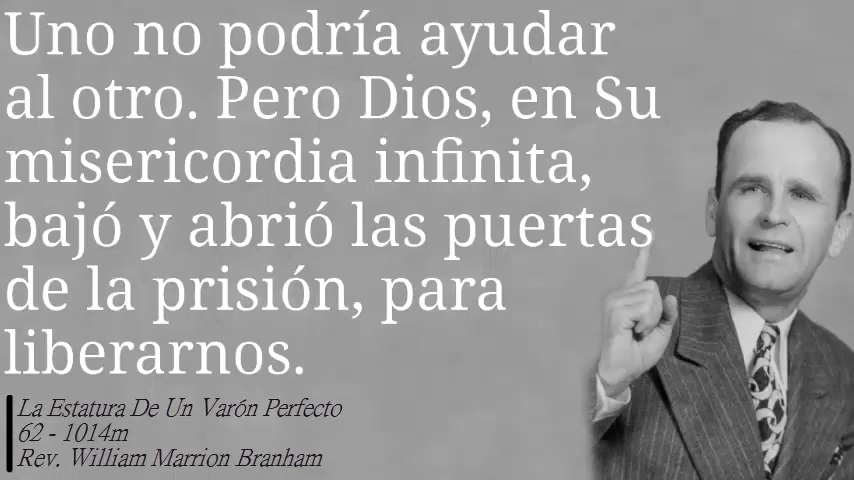 Uno no podría ayudar
al otro. Pero Dios, en Su
misericordia infinita,
bajó y abrió las puertas
de la prisión, para
liberarnos.
La Estatura De Un Varón Perfecto
62 - 1014m
Rev. William Marrion Branham